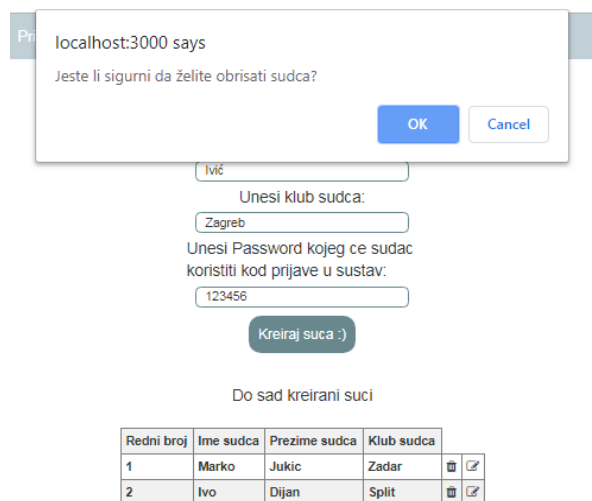 Pri
localhost:3000 says
Jeste li sigurni da želite obrisati sudca?
OK Cancel
Ivić
Unesi klub sudca:
Zagreb
Unesi Password kojeg ce sudac
koristiti kod prijave u sustav:
123456
Kreiraj suca :)
Do sad kreirani suci
Redni broj Ime sudca Prezime sudca Klub sudca
1 Marko Jukic Zadar
2 Ivo Dijan Split